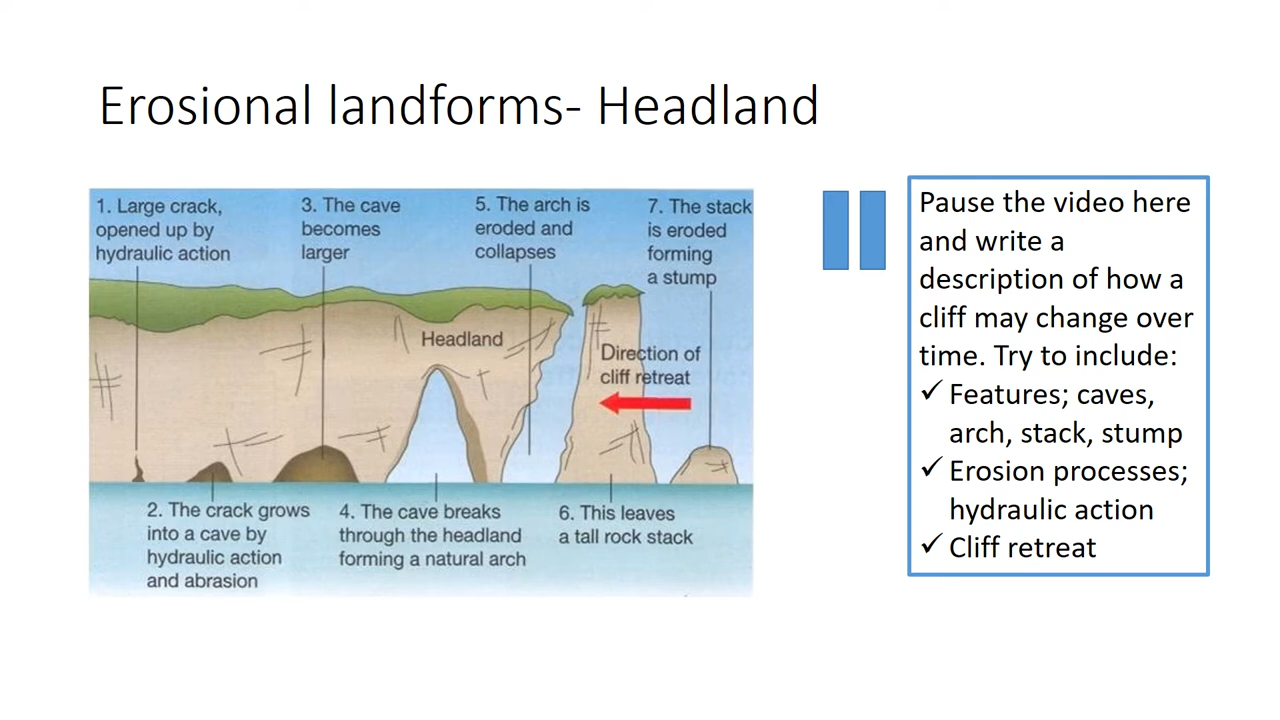 Erosional landforms- Headland
1. Large crack,
opened up by
hydraulic action
3. The cave
becomes
larger
5. The arch is
eroded and
collapses
7. The stack
is eroded
forming
a stump
Headland
Direction of
cliff retreat
2. The crack grows
into a cave by
hydraulic action
and abrasion
4. The cave breaks
through the headland
forming a natural arch
6. This leaves
a tall rock stack
Pause the video here
and write a
description of how a
cliff may change over
time. Try to include:
✓ Features; caves,
arch, stack, stump
✓ Erosion processes;
hydraulic action
✓ Cliff retreat